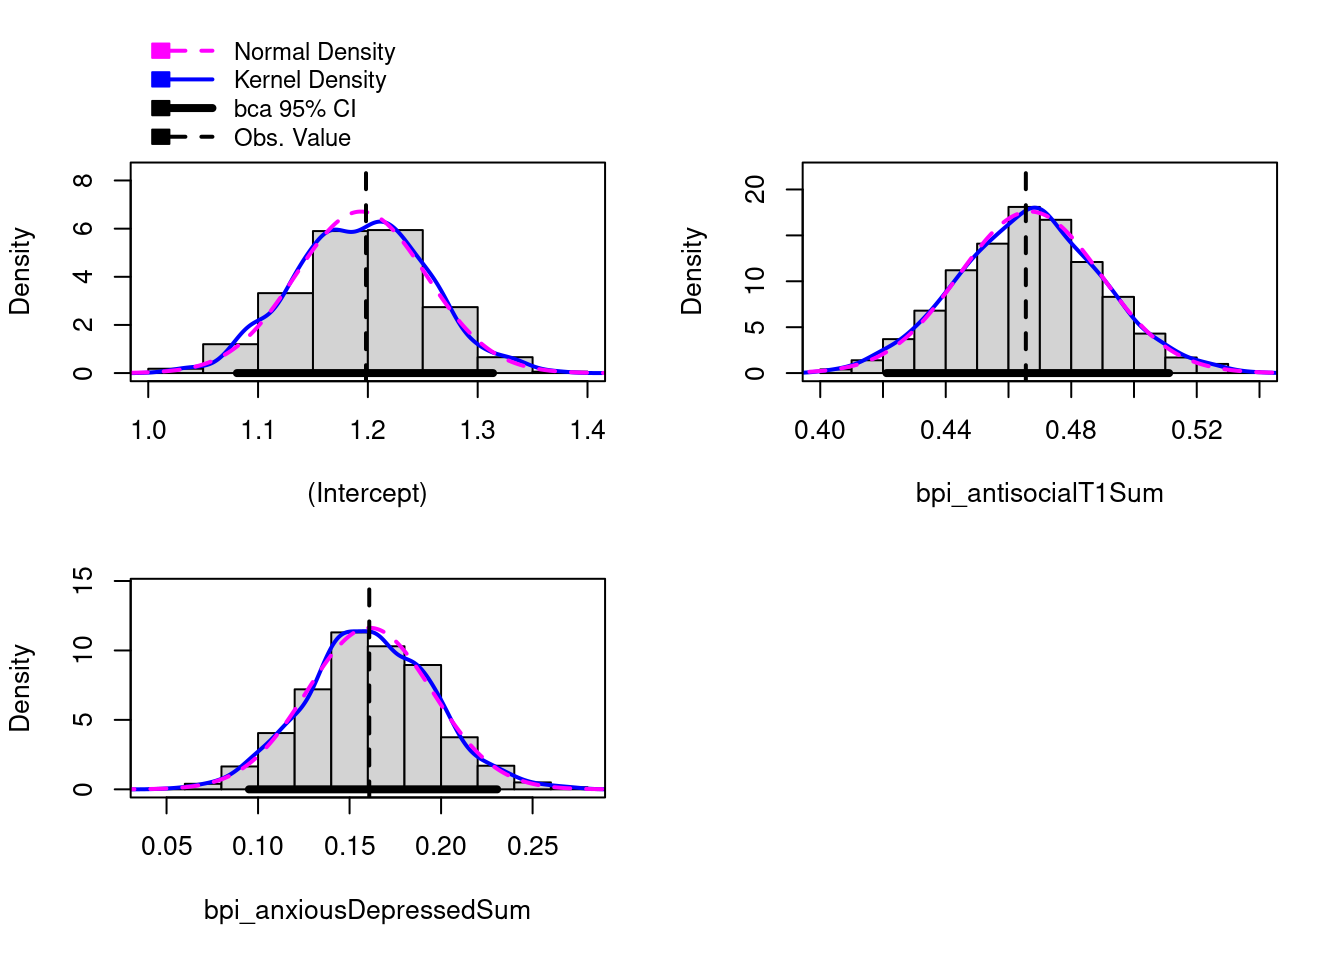 Normal Density
Kernel Density
bca 95% CI
Obs. Value
Density
0 2 4 6 8
1.0 1.1 1.2 1.3 1.4
(Intercept)
Density
0 5 10 20
0.40 0.44 0.48 0.52
bpi_antisocialT1Sum
Density
0 5 10 15
0.05 0.10 0.15 0.20 0.25
bpi_anxiousDepressedSum